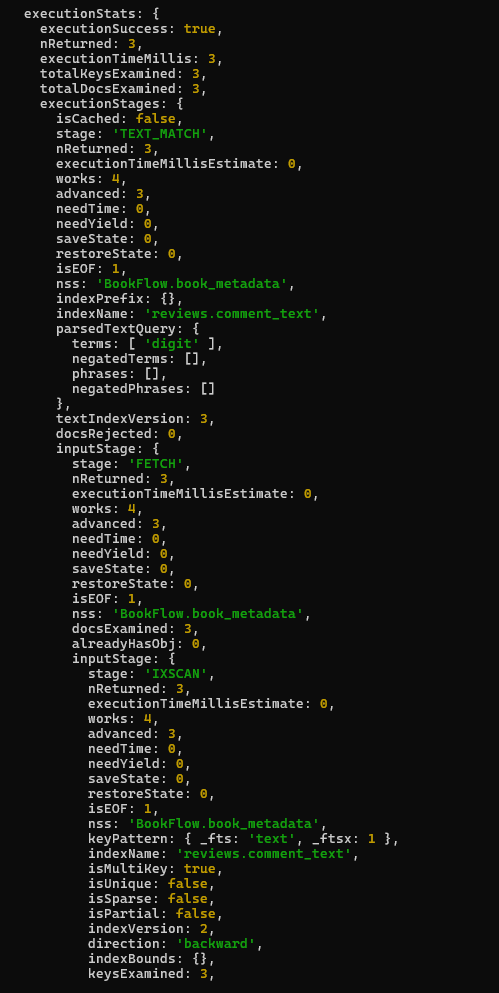 executionStats: {
executionSuccess: true,
nReturned: 3,
executionTimeMillis: 3,
totalKeysExamined: 3,
totalDocsExamined: 3,
executionStages: {
isCached: false,
stage: 'TEXT_MATCH',
nReturned: 3,
executionTimeMillisEstimate: 0,
works: 4,
advanced: 3,
needTime: 0,
needYield: 0,
saveState: 0,
restoreState: 0,
isEOF: 1,
nss: 'BookFlow.book_metadata',
indexPrefix: {},
indexName: 'reviews.comment_text',
parsedTextQuery: {
terms: [ 'digit' ],
negatedTerms: [],
phrases: [],
negatedPhrases: []
},
textIndexVersion: 3,
docsRejected: 0,
inputStage: {
stage: 'FETCH',
nReturned: 3,
executionTimeMillisEstimate: 0,
works: 4,
advanced: 3,
needTime: 0,
needYield: 0,
saveState: 0,
restoreState: 0,
isEOF: 1,
nss: 'BookFlow.book_metadata',
docsExamined: 3,
alreadyHasObj: 0,
inputStage: {
stage: 'IXSCAN',
nReturned: 3,
executionTimeMillisEstimate: 0,
works: 4,
advanced: 3,
needTime: 0,
needYield: 0,
saveState: 0,
restoreState: 0,
isEOF: 1,
nss: 'BookFlow.book_metadata',
keyPattern: { _fts: 'text', _ftsx: 1 },
indexName: 'reviews.comment_text',
isMultiKey: true,
isUnique: false,
isSparse: false,
isPartial: false,
indexVersion: 2,
direction: 'backward',
indexBounds: {},
keysExamined: 3,